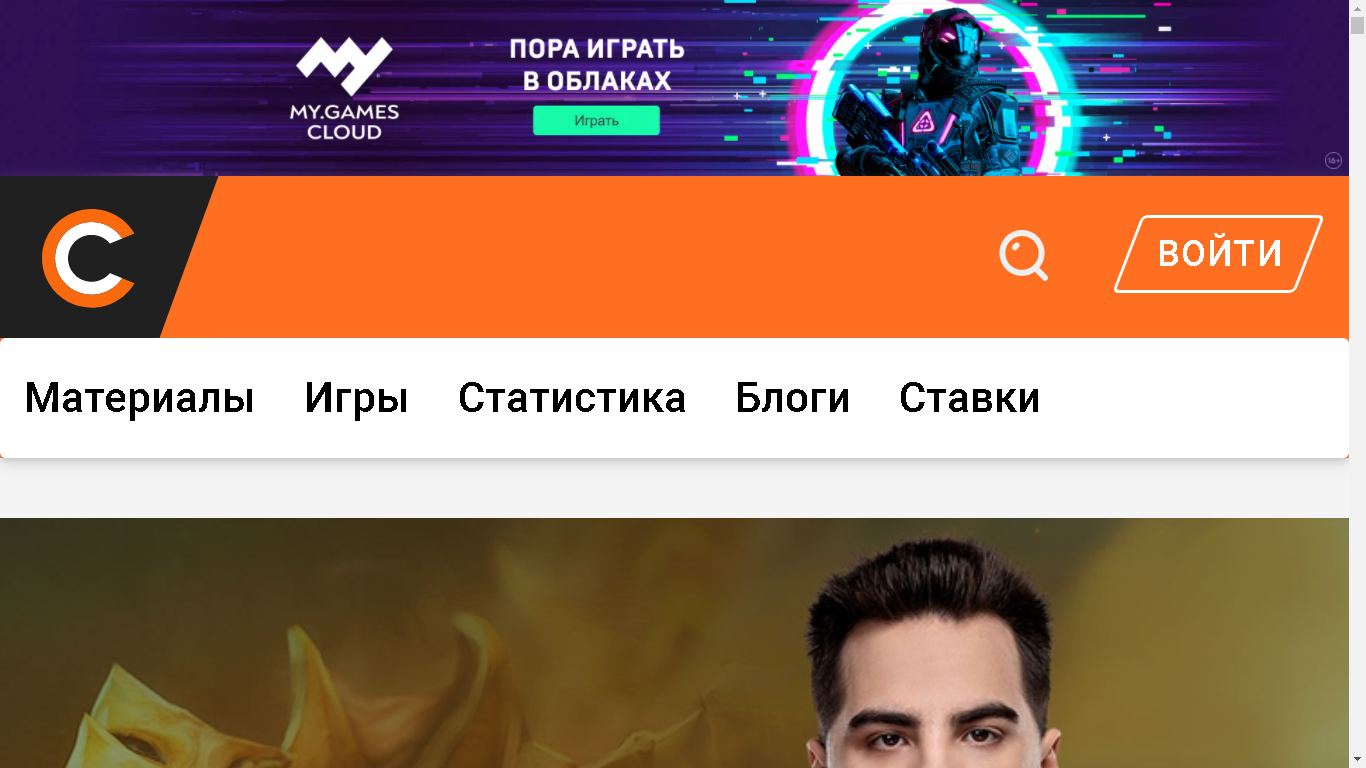 ПОРА ИГРАТЬ
В ОБЛАКАХ
MY.GAMES
CLOUD
Играть
16+
ВОЙТИ
Материалы Игры Статистика Блоги Ставки